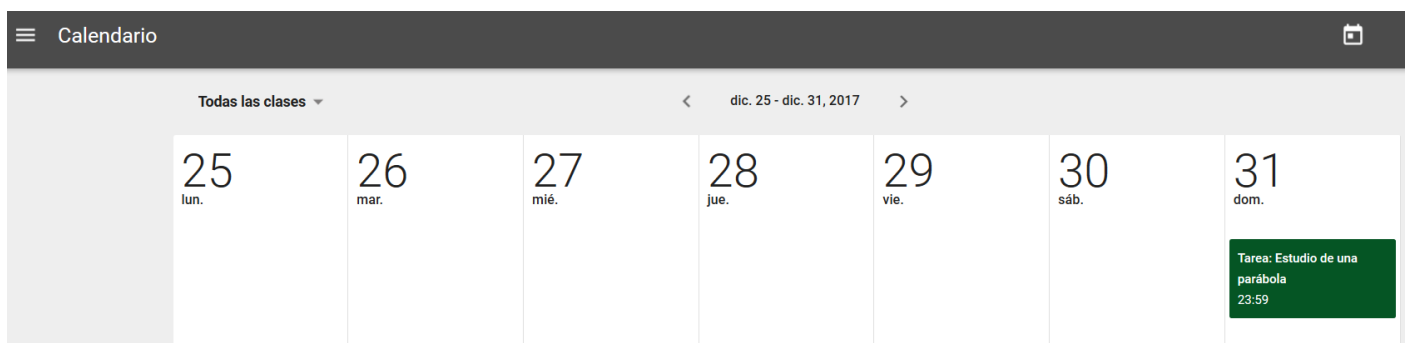 Calendario
Todas las clases
dic. 25 - dic. 31, 2017
25
lun.
26
mar.
27
mié.
28
jue.
29
vie.
30
sáb.
31
dom.
Tarea: Estudio de una
parábola
23:59